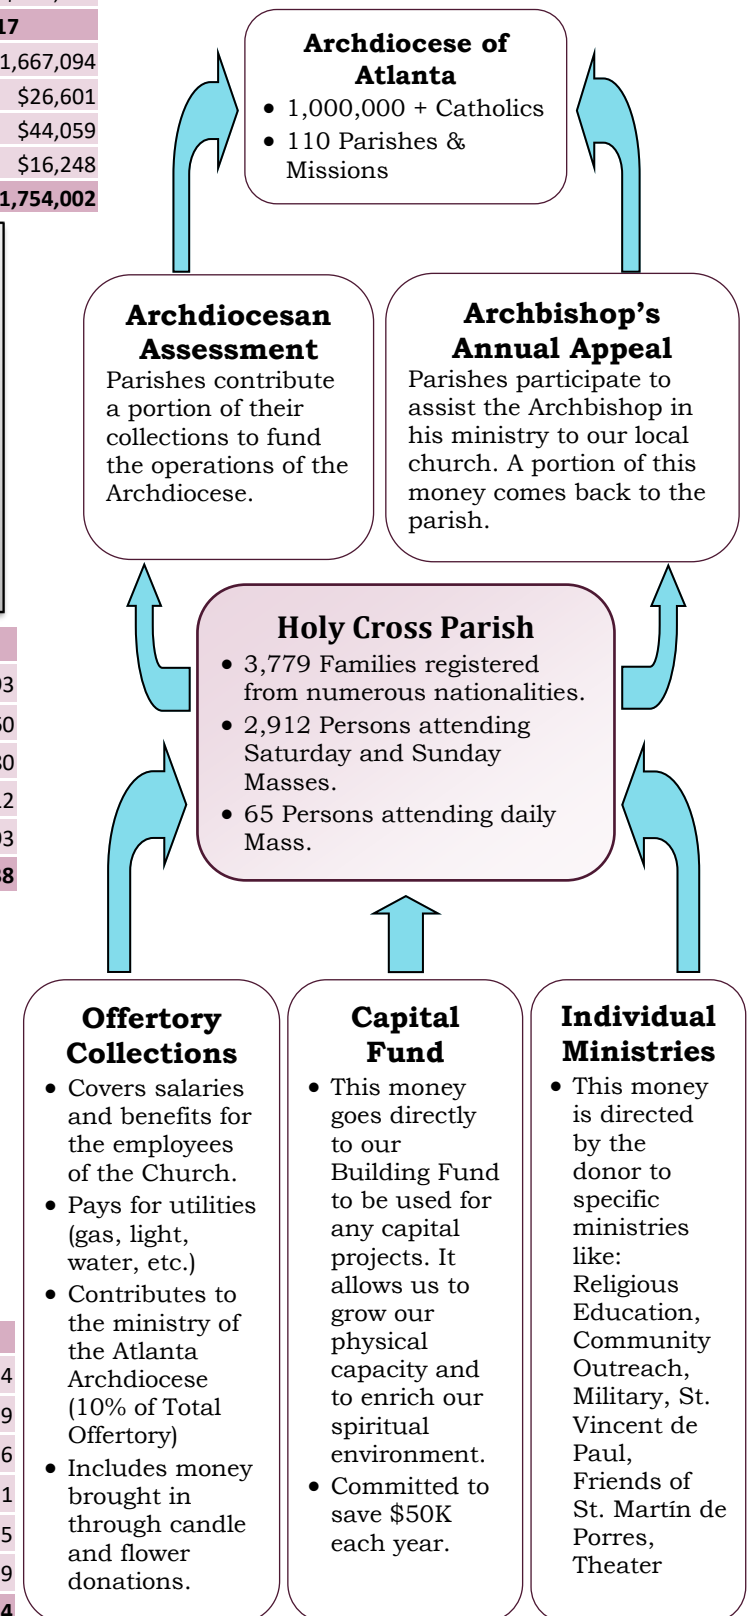 17
1,667,094
$26,601
$44,059
$16,248
1,754,002
Archdiocese of
Atlanta
• 1,000,000 + Catholics
• 110 Parishes &
Missions
Archdiocesan
Assessment
Parishes contribute
a portion of their
collections to fund
the operations of the
Archdiocese.
Archbishop’s
Annual Appeal
Parishes participate to
assist the Archbishop in
his ministry to our local
church. A portion of this
money comes back to the
parish.
Holy Cross Parish
• 3,779 Families registered
from numerous nationalities.
• 2,912 Persons attending
Saturday and Sunday
Masses.
• 65 Persons attending daily
Mass.
Offertory
Collections
• Covers salaries
and benefits for
the employees
of the Church.
• Pays for utilities
(gas, light,
water, etc.)
• Contributes to
the ministry of
the Atlanta
Archdiocese
(10% of Total
Offertory)
• Includes money
brought in
through candle
and flower
donations.
Capital
Fund
• This money
goes directly
to our
Building Fund
to be used for
any capital
projects. It
allows us to
grow our
physical
capacity and
to enrich our
spiritual
environment.
• Committed to
save $50K
each year.
Individual
Ministries
• This money
is directed
by the
donor to
specific
ministries
like:
Religious
Education,
Community
Outreach,
Military, St.
Vincent de
Paul,
Friends of
St. Martín de
Porres,
Theater
4
9
6
1
5
9
4